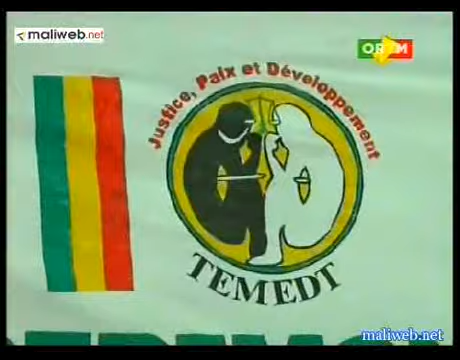 maliweb.net
ORTM
Justice, Paix et Développement
TEMEDT
maliweb.net